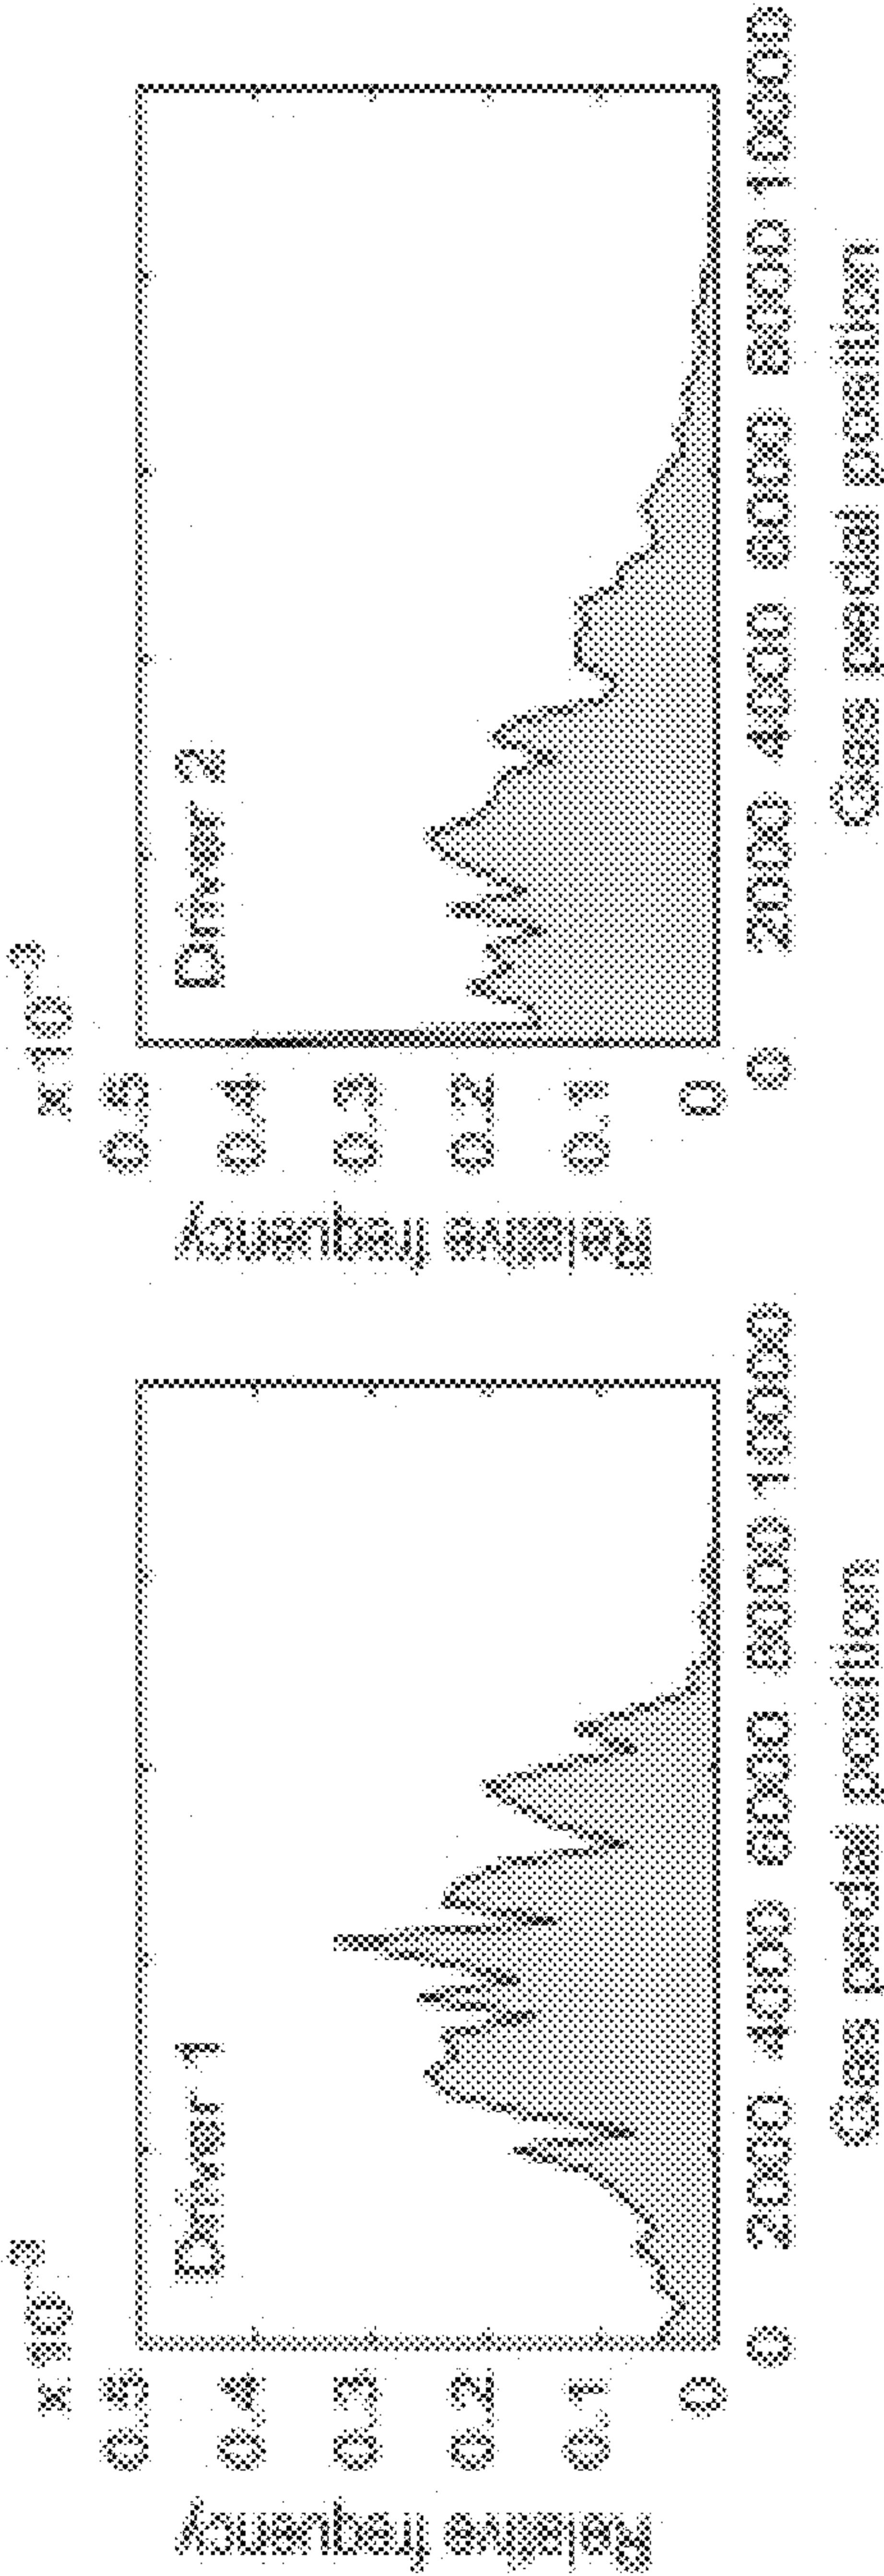 x 10-3
Driver 1
Relative frequency
0.5
0.4
0.3
0.2
0.1
0
0 2000 4000 6000 8000 10000
Gas pedal position
x 10-3
Driver 2
Relative frequency
0.5
0.4
0.3
0.2
0.1
0
0 2000 4000 6000 8000 10000
Gas pedal position